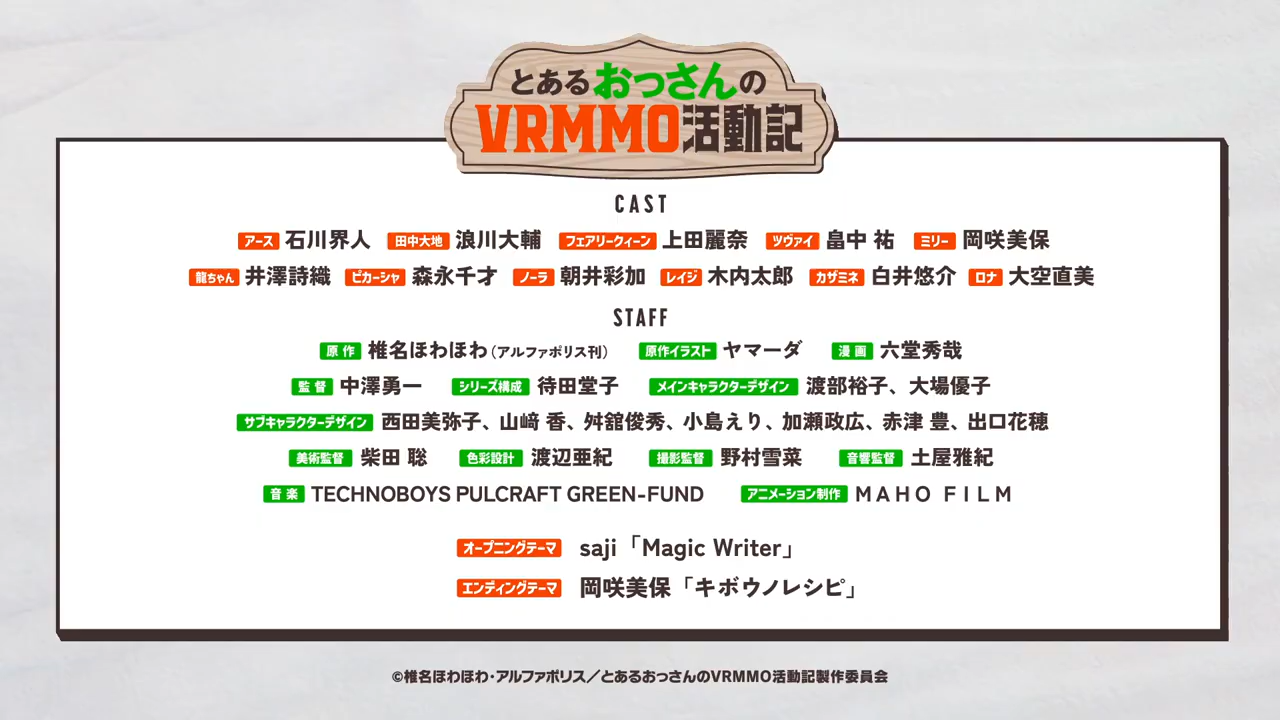 とあるおっさんの
VRMMO活動記
CAST
アース 石川界人 田中大地 浪川大輔 フェアリークィーン 上田麗奈 ツヴァイ 畠中 祐 ミリー 岡咲美保
龍ちゃん 井澤詩織 ピカーシャ 森永千才 ノーラ 朝井彩加 レイジ 木内太郎 カザミネ 白井悠介 ロナ 大空直美
STAFF
原作 椎名ほわほわ（アルファポリス刊） 原作イラスト ヤマーダ 漫画 六堂秀哉
監督 中澤勇一 シリーズ構成 待田堂子 メインキャラクターデザイン 渡部裕子、大場優子
サブキャラクターデザイン 西田美弥子、山﨑 香、舛舘俊秀、小島えり、加瀬政広、赤津 豊、出口花穂
美術監督 柴田 聡 色彩設計 渡辺亜紀 撮影監督 野村雪菜 音響監督 土屋雅紀
音楽 TECHNOBOYS PULCRAFT GREEN-FUND アニメーション制作 MAHO FILM
オープニングテーマ saji「Magic Writer」
エンディングテーマ 岡咲美保「キボウノレシピ」
©椎名ほわほわ・アルファポリス／とあるおっさんのVRMMO活動記製作委員会